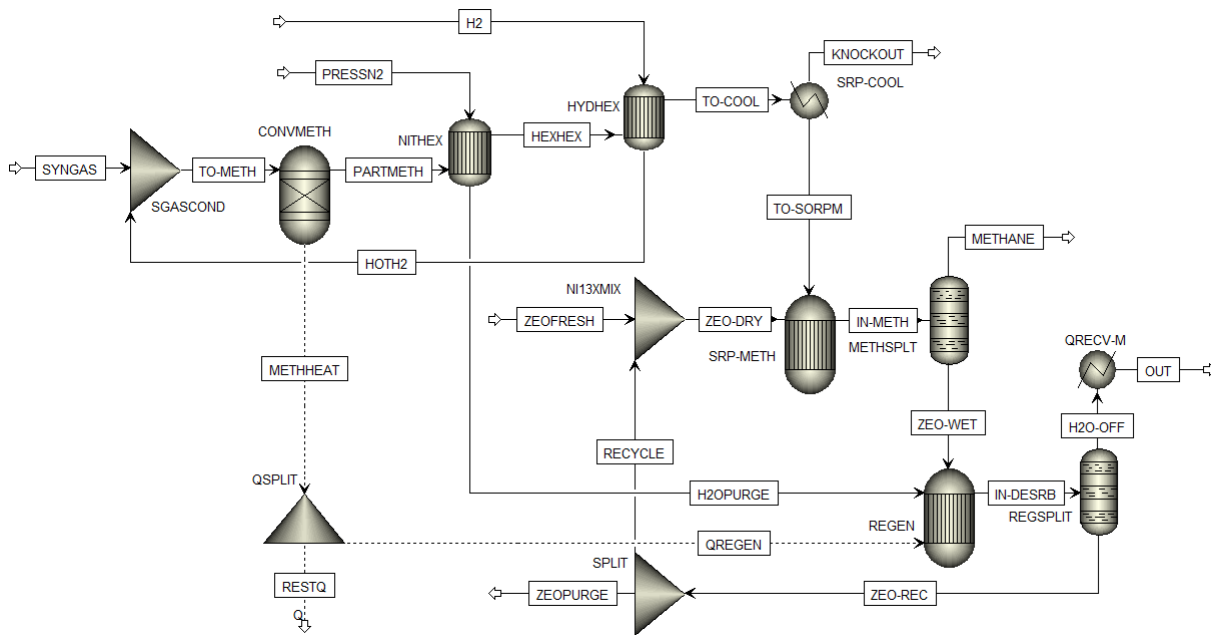 H2
KNOCKOUT
SRP-COOL
PRESSN2
HYDHEX
TO-COOL
CONVMETH
NITHEX
HEXHEX
SYNGAS
TO-METH
PARTMETH
SGASCOND
TO-SORPM
METHANE
HOTH2
NI13XMIX
ZEOFRESH
ZEO-DRY
IN-METH
METHSPLT
SRP-METH
QRECV-M
OUT
METHHEAT
ZEO-WET
H2O-OFF
RECYCLE
QSPLIT
H2OPURGE
IN-DESRB
REGSPLIT
REGEN
QREGEN
SPLIT
RESTQ
ZEOPURGE
ZEO-REC
Q